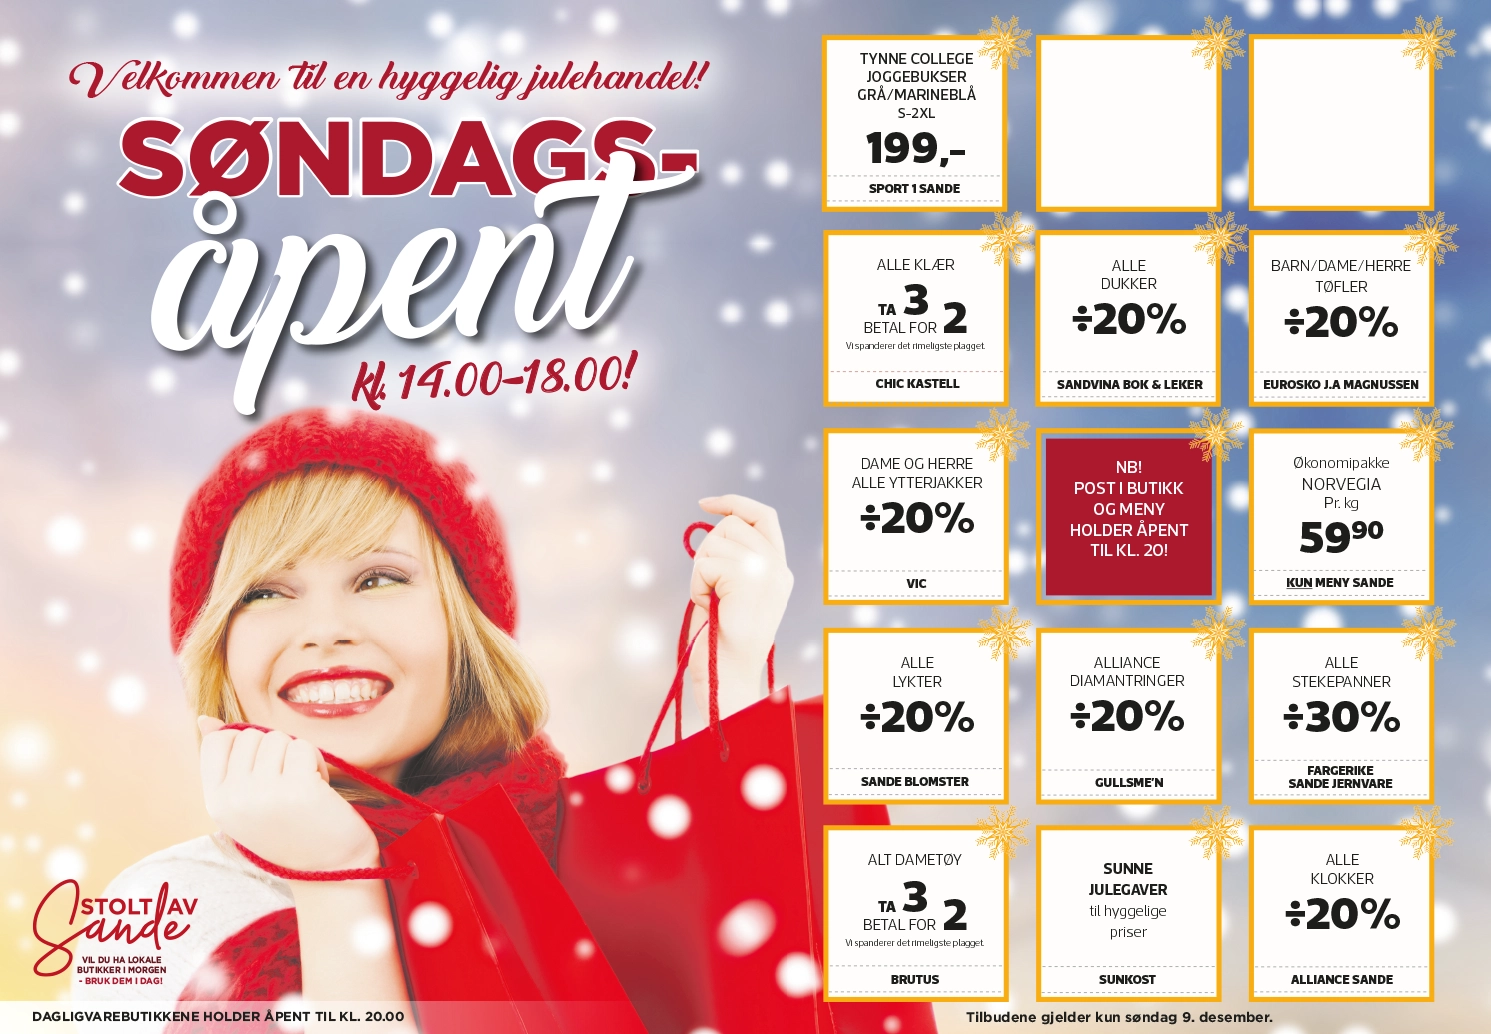 Velkommen til en hyggelig julehandel!
SØNDAGS-
åpent
kl. 14.00-18.00!
STOLT AV
Sande
VIL DU HA LOKALE
BUTIKKER I MORGEN
- BRUK DEM I DAG!
DAGLIGVAREBUTIKKENE HOLDER ÅPENT TIL KL. 20.00
TYNNE COLLEGE
JOGGEBUKSER
GRÅ/MARINEBLÅ
S-2XL
199,-
SPORT 1 SANDE
ALLE KLÆR
TA 3
BETAL FOR 2
Vi spanderer det rimeligste plagget.
CHIC KASTELL
ALLE
DUKKER
÷20%
SANDVINA BOK & LEKER
BARN/DAME/HERRE
TØFLER
÷20%
EUROSKO J.A MAGNUSSEN
DAME OG HERRE
ALLE YTTERJAKKER
÷20%
VIC
NB!
POST I BUTIKK
OG MENY
HOLDER ÅPENT
TIL KL. 20!
Økonomipakke
NORVEGIA
Pr. kg
5990
KUN MENY SANDE
ALLE
LYKTER
÷20%
SANDE BLOMSTER
ALLIANCE
DIAMANTRINGER
÷20%
GULLSME'N
ALLE
STEKEPANNER
÷30%
FARGERIKE
SANDE JERNVARE
ALT DAMETØY
TA 3
BETAL FOR 2
Vi spanderer det rimeligste plagget.
BRUTUS
SUNNE
JULEGAVER
til hyggelige
priser
SUNKOST
ALLE
KLOKKER
÷20%
ALLIANCE SANDE
Tilbudene gjelder kun søndag 9. desember.